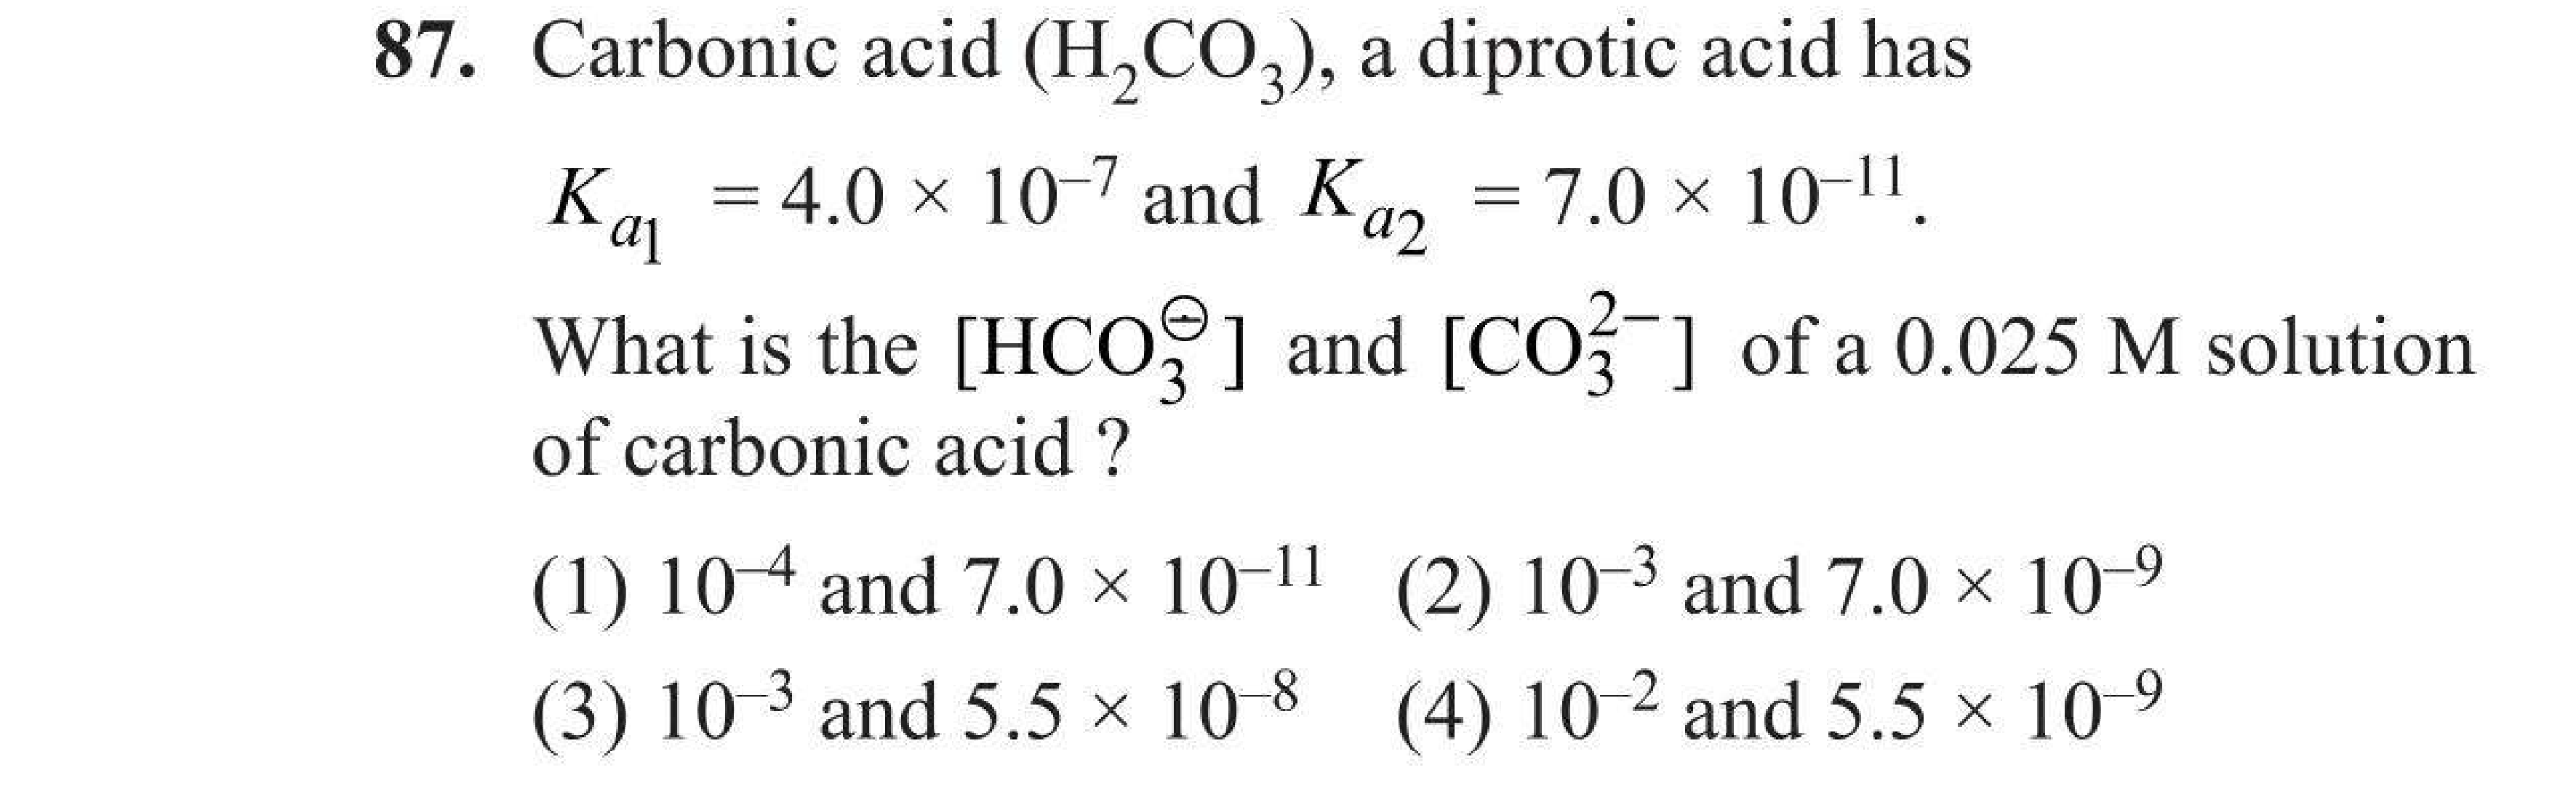 87. Carbonic acid (H₂CO₃), a diprotic acid has
Kₐ₁ = 4.0 × 10⁻⁷ and Kₐ₂ = 7.0 × 10⁻¹¹.
What is the [HCO₃⊖] and [CO₃²⁻] of a 0.025 M solution
of carbonic acid ?
(1) 10⁻⁴ and 7.0 × 10⁻¹¹ (2) 10⁻³ and 7.0 × 10⁻⁹
(3) 10⁻³ and 5.5 × 10⁻⁸ (4) 10⁻² and 5.5 × 10⁻⁹